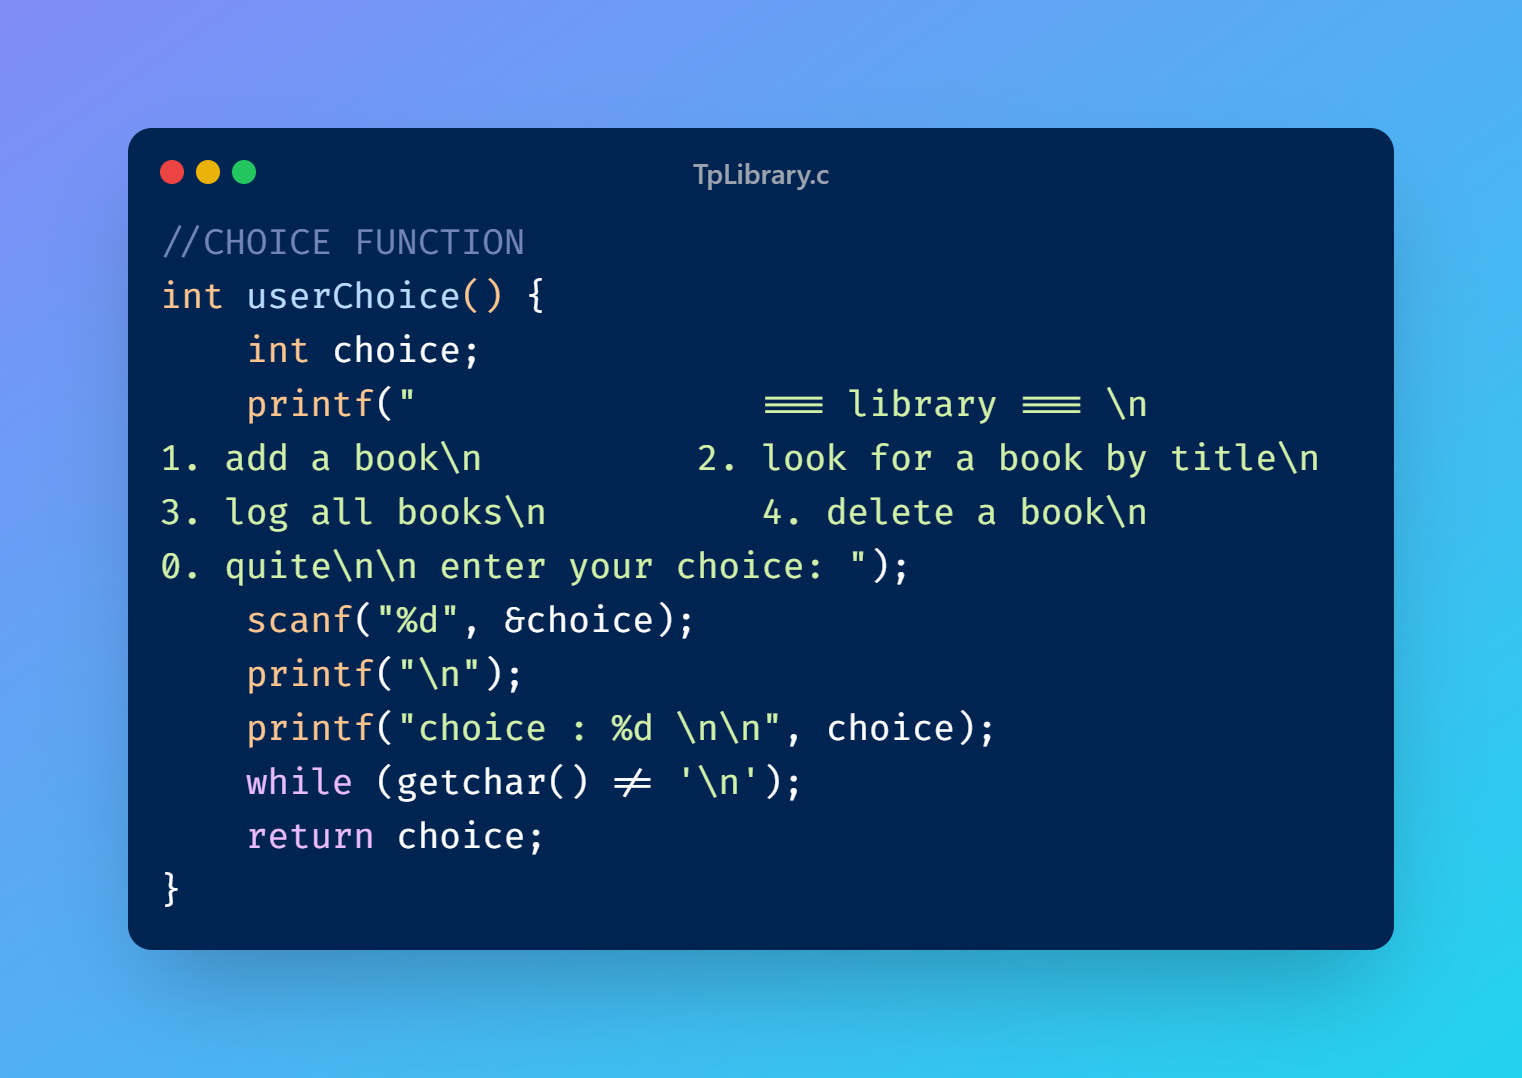 TpLibrary.c
//CHOICE FUNCTION
int userChoice() {
    int choice;
    printf("                === library === \n
1. add a book\n          2. look for a book by title\n
3. log all books\n          4. delete a book\n
0. quite\n\n enter your choice: ");
    scanf("%d", &choice);
    printf("\n");
    printf("choice : %d \n\n", choice);
    while (getchar() != '\n');
    return choice;
}